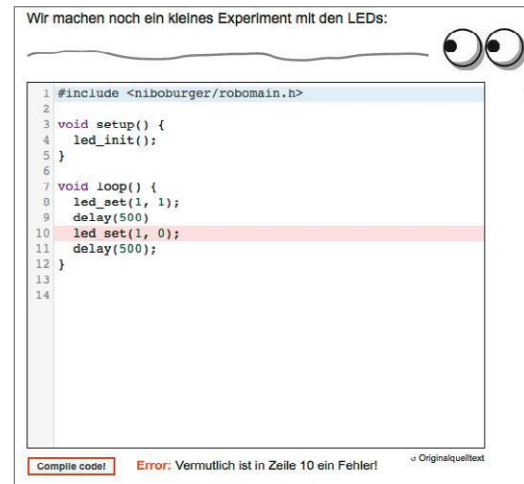 Wir machen noch ein kleines Experiment mit den LEDs:
1 #include <niboburger/robomain.h>
2
3 void setup() {
4 led_init();
5 }
6
7 void loop() {
8 led_set(1, 1);
9 delay(500)
10 led_set(1, 0);
11 delay(500);
12 }
13
14
Compile code! Error: Vermutlich ist in Zeile 10 ein Fehler! ↺ Originalquelltext